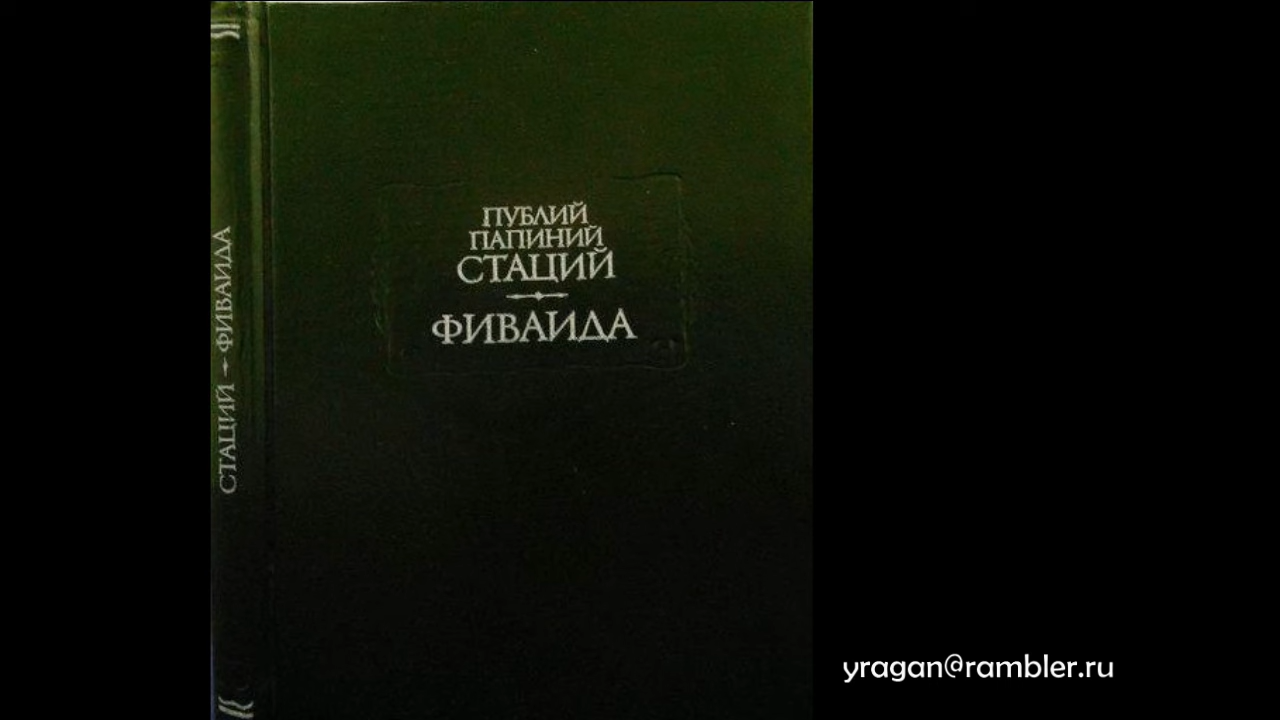 ПУБЛИЙ
ПАПИНИЙ
СТАЦИЙ
ФИВАИДА
СТАЦИЙ ФИВАИДА
yragan@rambler.ru